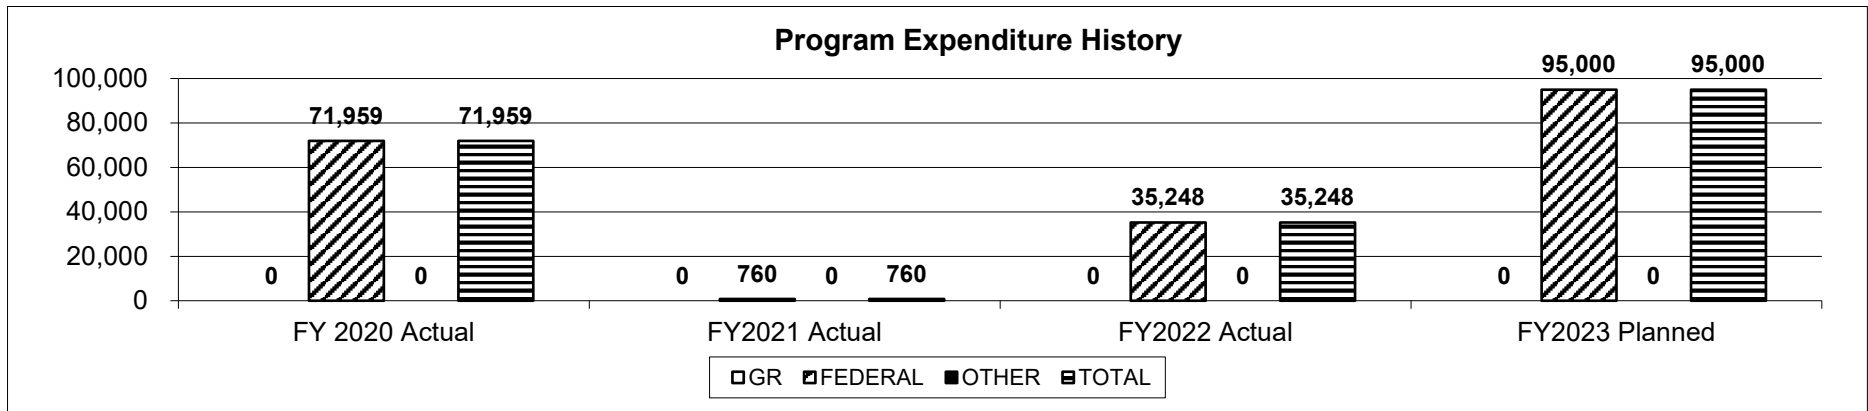 Program Expenditure History
100,000
80,000
60,000
40,000
20,000
0
0 71,959 0 71,959
0 760 0 760
0 35,248 0 35,248
0 95,000 0 95,000
FY 2020 Actual FY2021 Actual FY2022 Actual FY2023 Planned
GR FEDERAL OTHER TOTAL